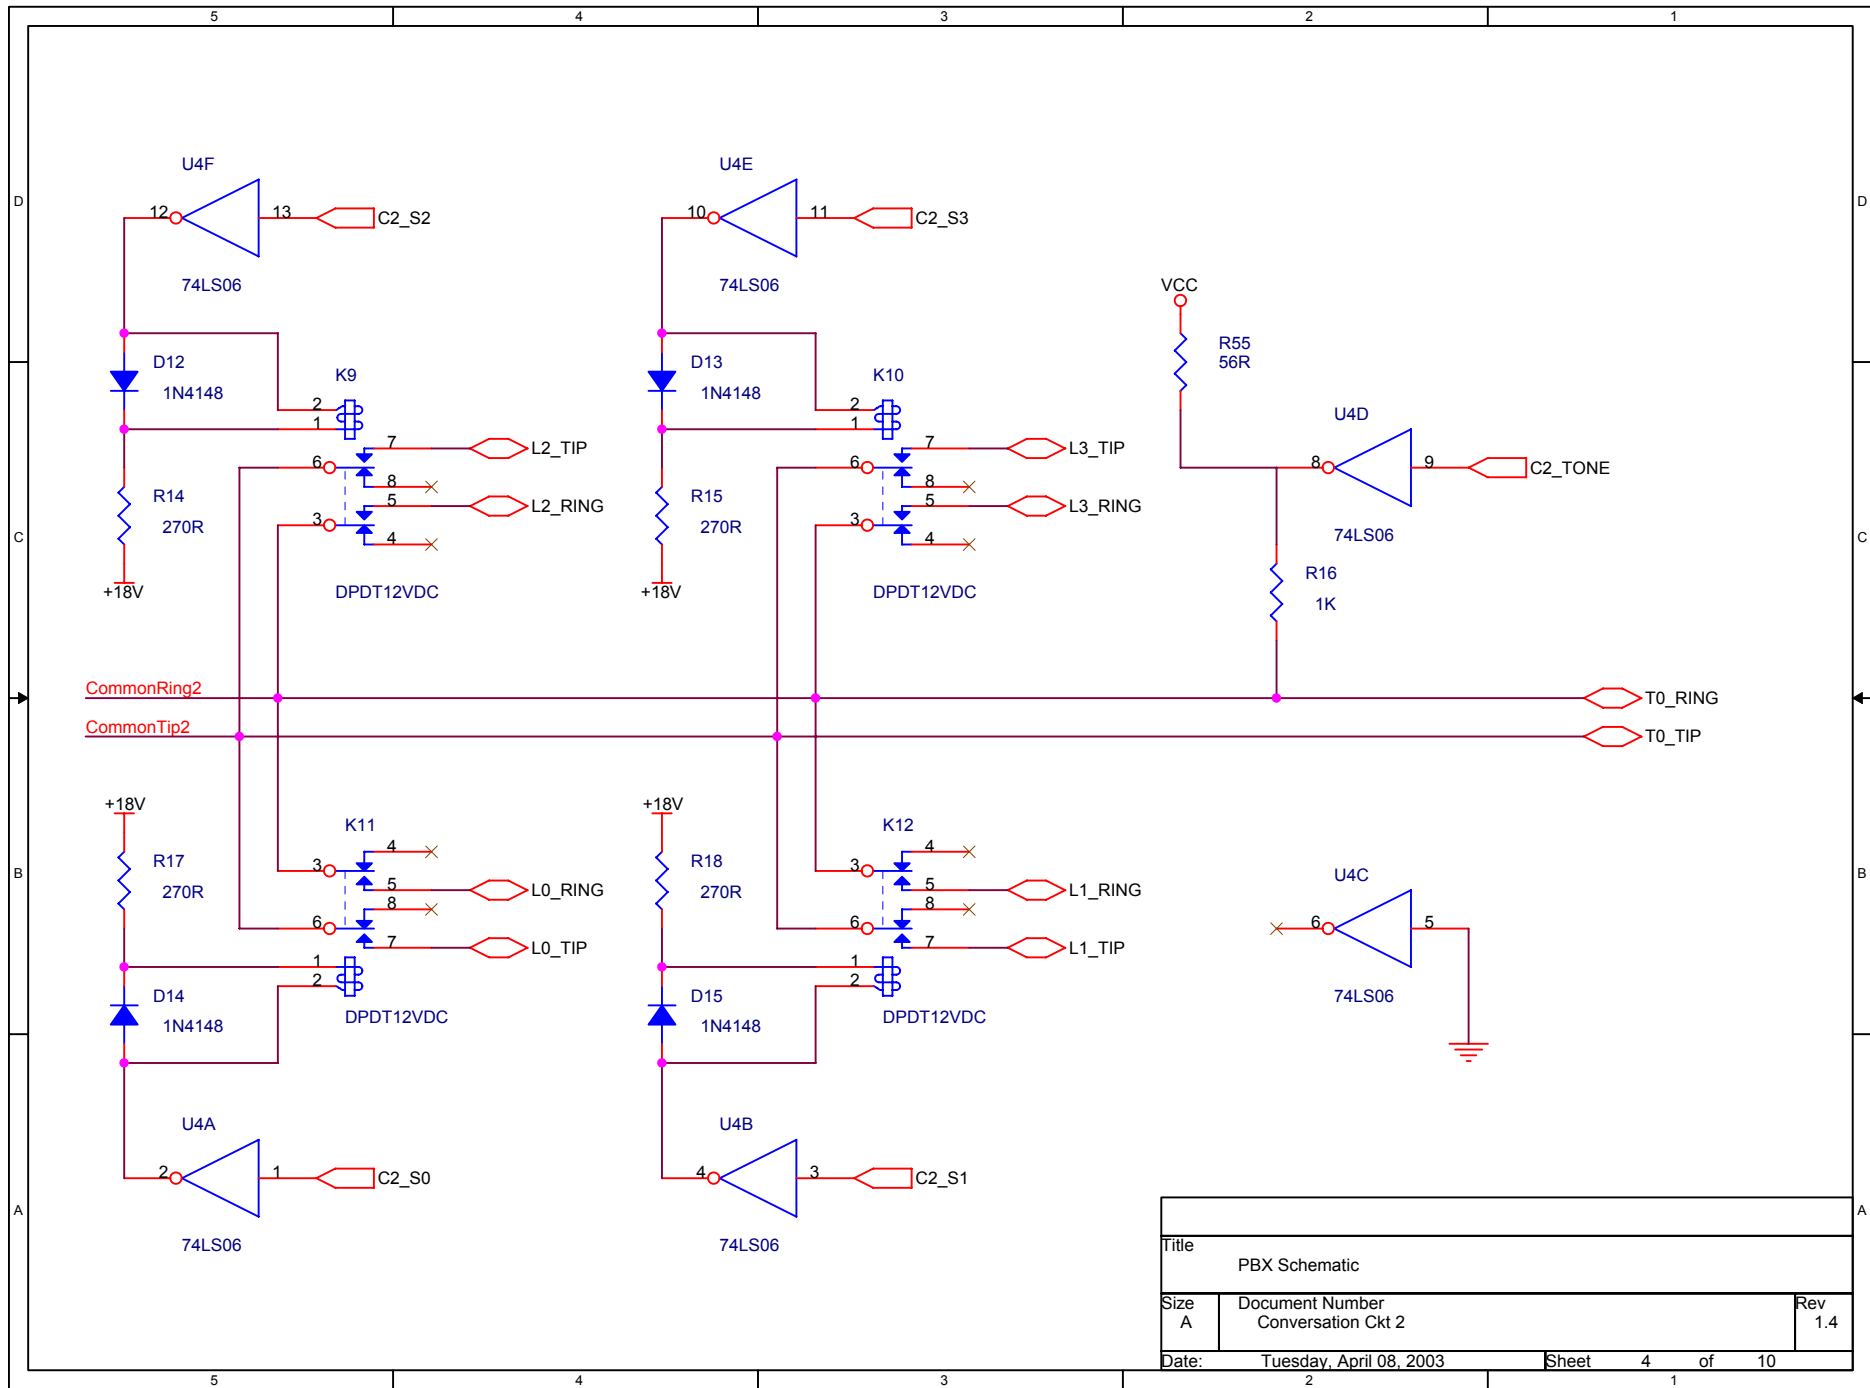 5 4 3 2 1
D D
U4F
12 13 C2_S2
74LS06
U4E
10 11 C2_S3
74LS06
D12
1N4148
K9
2
1
7 L2_TIP
6
8
5 L2_RING
3
4
R14
270R
+18V
DPDT12VDC
D13
1N4148
K10
2
1
7 L3_TIP
6
8
5 L3_RING
3
4
R15
270R
+18V
DPDT12VDC
VCC
R55
56R
U4D
8 9 C2_TONE
74LS06
R16
1K
C C
CommonRing2 T0_RING
CommonTip2 T0_TIP
+18V
K11
R17
270R
4
3
5 L0_RING
8
6
7 L0_TIP
1
2
D14
1N4148
DPDT12VDC
+18V
K12
R18
270R
4
3
5 L1_RING
8
6
7 L1_TIP
1
2
D15
1N4148
DPDT12VDC
U4C
6 5
74LS06
B B
U4A
2 1 C2_S0
74LS06
U4B
4 3 C2_S1
74LS06
A A
Title
PBX Schematic
Size Document Number Rev
A Conversation Ckt 2 1.4
Date: Tuesday, April 08, 2003 Sheet 4 of 10
5 4 3 2 1